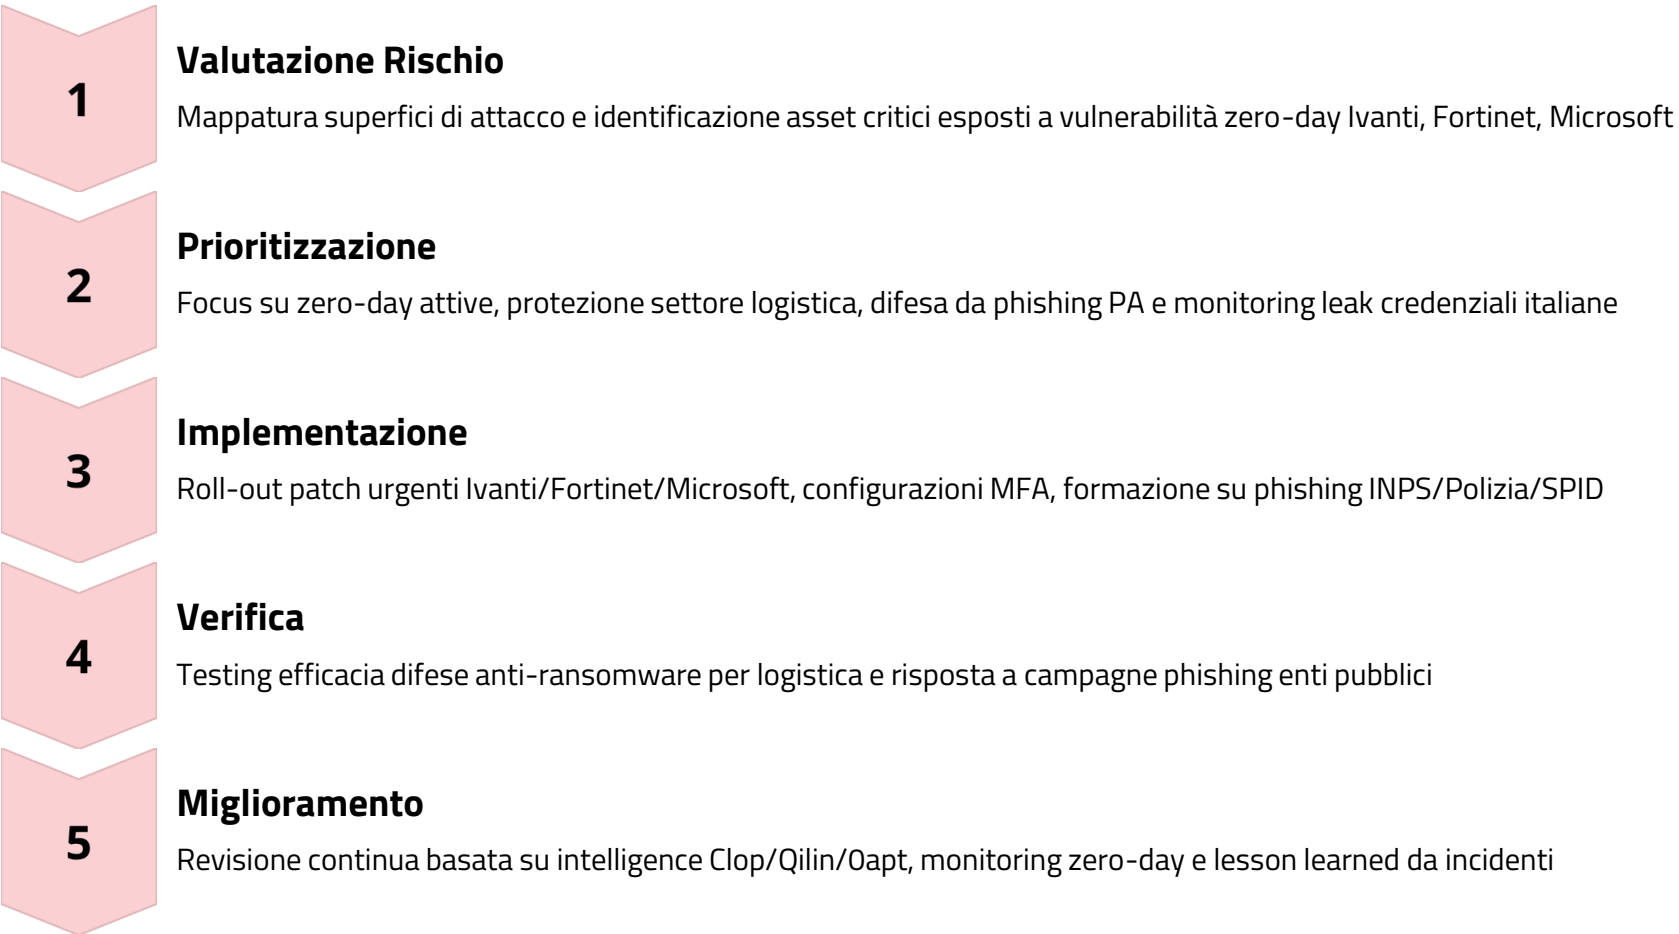 1
Valutazione Rischio
Mappatura superfici di attacco e identificazione asset critici esposti a vulnerabilità zero-day Ivanti, Fortinet, Microsoft
2
Prioritizzazione
Focus su zero-day attive, protezione settore logistica, difesa da phishing PA e monitoring leak credenziali italiane
3
Implementazione
Roll-out patch urgenti Ivanti/Fortinet/Microsoft, configurazioni MFA, formazione su phishing INPS/Polizia/SPID
4
Verifica
Testing efficacia difese anti-ransomware per logistica e risposta a campagne phishing enti pubblici
5
Miglioramento
Revisione continua basata su intelligence Clop/Qilin/0apt, monitoring zero-day e lesson learned da incidenti